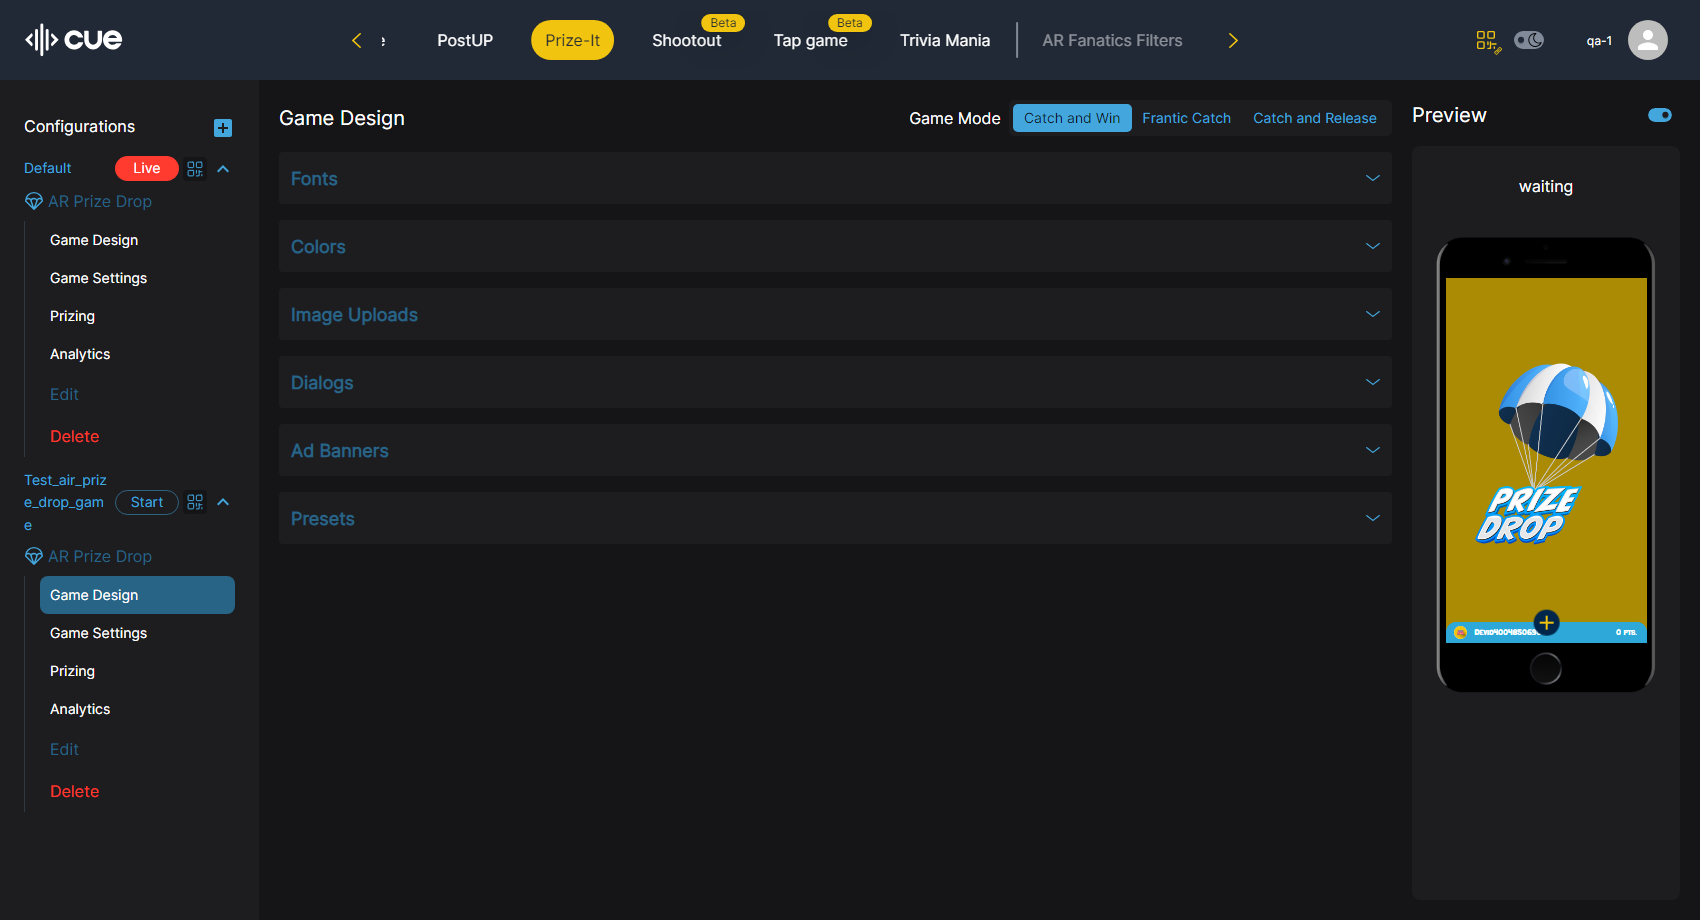 cue
PostUP
Prize-It
Beta
Shootout
Beta
Tap game
Trivia Mania
AR Fanatics Filters
qa-1
Configurations
Default
Live
AR Prize Drop
Game Design
Game Settings
Prizing
Analytics
Edit
Delete
Test_air_priz
e_drop_gam
e
Start
AR Prize Drop
Game Design
Game Settings
Prizing
Analytics
Edit
Delete
Game Design
Game Mode
Catch and Win
Frantic Catch
Catch and Release
Fonts
Colors
Image Uploads
Dialogs
Ad Banners
Presets
Preview
waiting
PRIZE
DROP
0 PTS.